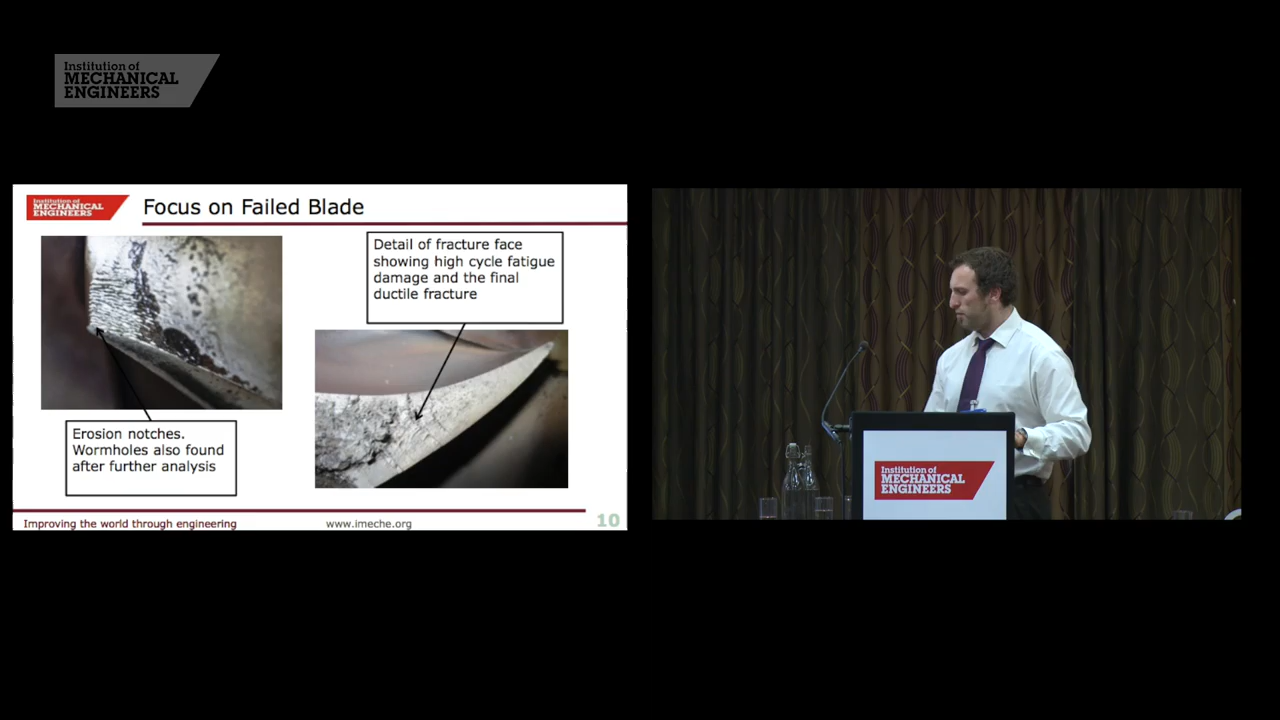 Institution of
MECHANICAL
ENGINEERS
Institution of
MECHANICAL
ENGINEERS
Focus on Failed Blade
Detail of fracture face
showing high cycle fatigue
damage and the final
ductile fracture
Erosion notches.
Wormholes also found
after further analysis
Improving the world through engineering
www.imeche.org
10
Institution of
MECHANICAL
ENGINEERS